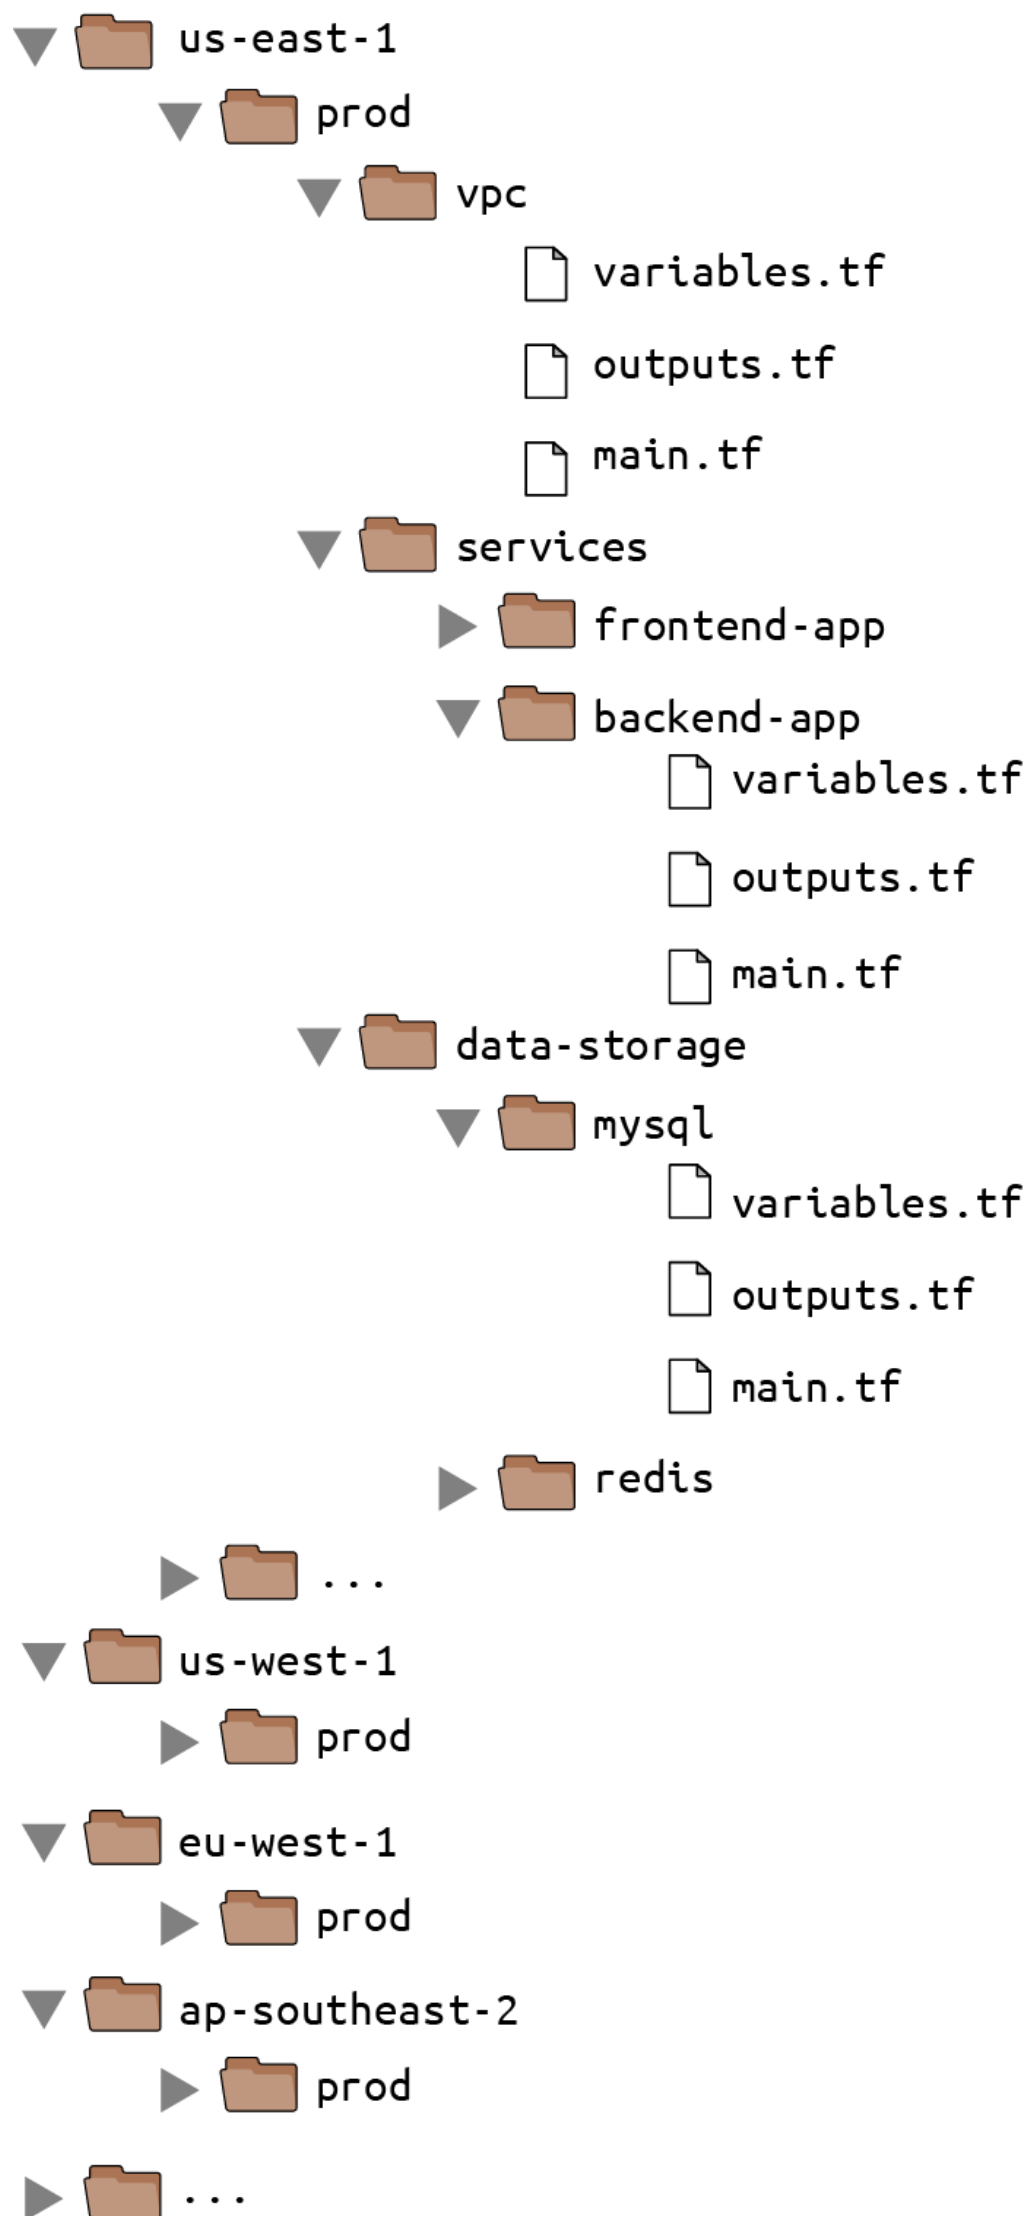 us-east-1
prod
vpc
variables.tf
outputs.tf
main.tf
services
frontend-app
backend-app
variables.tf
outputs.tf
main.tf
data-storage
mysql
variables.tf
outputs.tf
main.tf
redis
...
us-west-1
prod
eu-west-1
prod
ap-southeast-2
prod
...